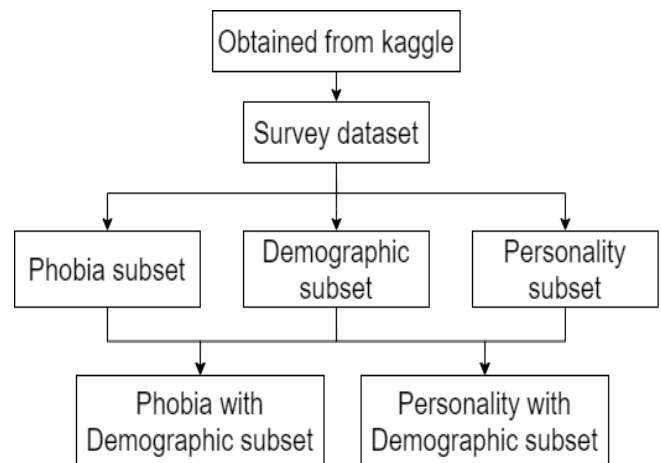 Obtained from kaggle
Survey dataset
Phobia subset
Demographic
subset
Personality
subset
Phobia with
Demographic subset
Personality with
Demographic subset